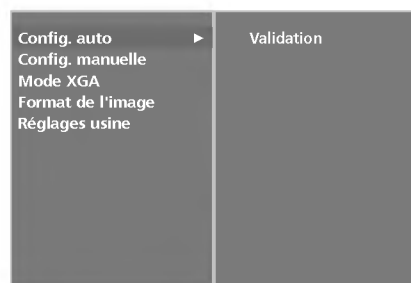 Config. auto ►
Validation
Config. manuelle
Mode XGA
Format de l'image
Réglages usine